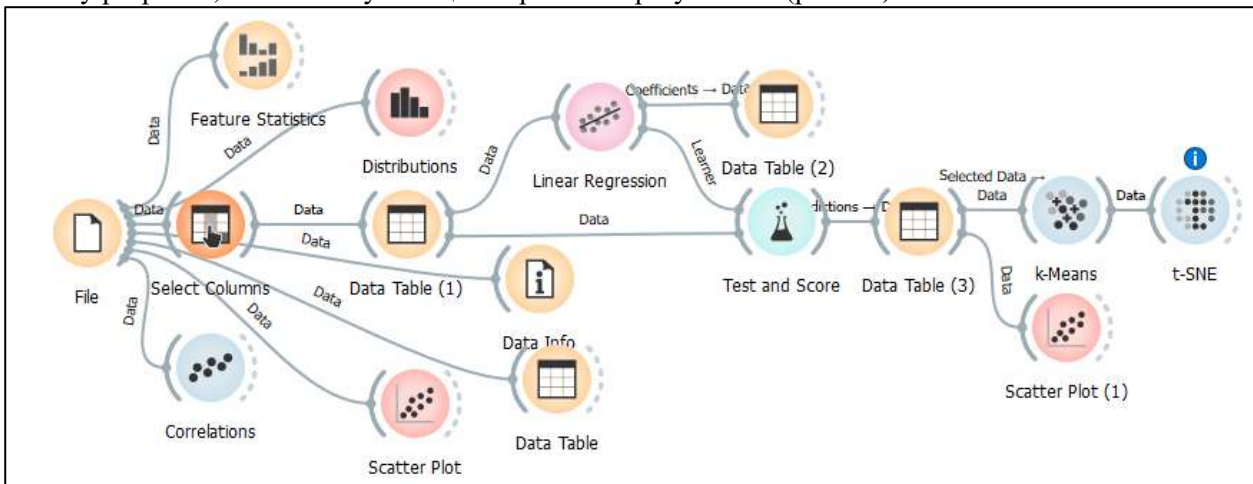 Feature Statistics
Data
Data
Distributions
Coefficients → Data
Data Table (2)
Data
Linear Regression
Learner
Data
Select Columns
Data
Data Table (1)
Data
Test and Score
Data Table (3)
Selected Data →
Data
k-Means
Data
t-SNE
File
Data
Data Info
Data
Data
Data
Correlations
Scatter Plot
Data Table
Data
Scatter Plot (1)